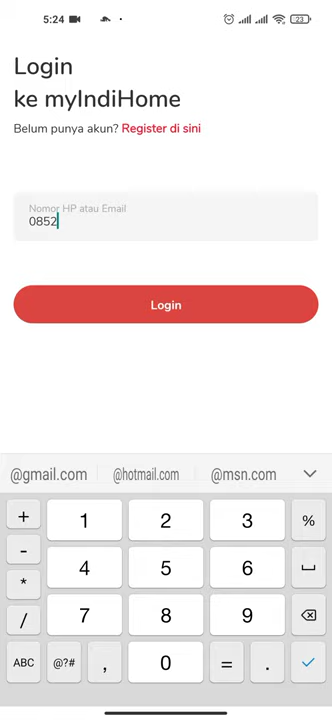 5:24
23
Login
ke myIndiHome
Belum punya akun? Register di sini
Nomor HP atau Email
0852
Login
@gmail.com @hotmail.com @msn.com
+ 1 2 3 %
- 4 5 6
* 7 8 9
/
ABC @?# , 0 = .